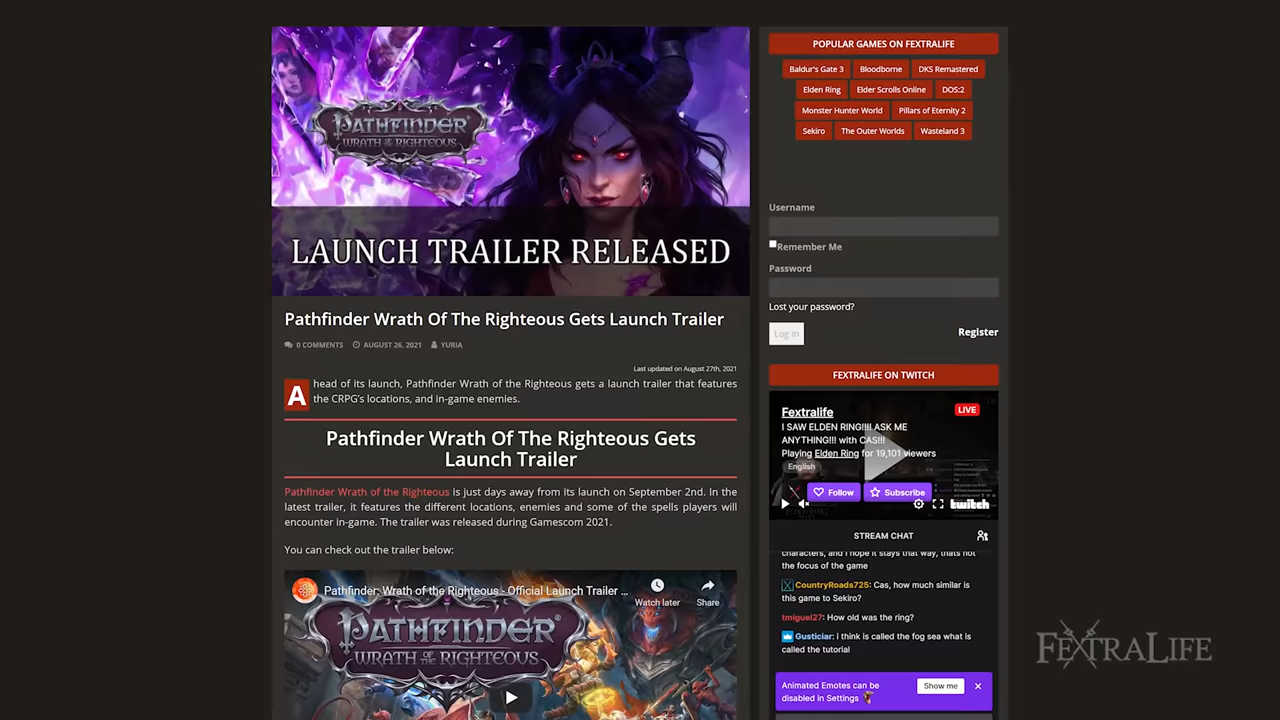 PATHFINDER
WRATH OF THE RIGHTEOUS
LAUNCH TRAILER RELEASED
Pathfinder Wrath Of The Righteous Gets Launch Trailer
0 COMMENTS AUGUST 26, 2021 YURIA
Last updated on August 27th, 2021
A head of its launch, Pathfinder Wrath of the Righteous gets a launch trailer that features
the CRPG's locations, and in-game enemies.
Pathfinder Wrath Of The Righteous Gets
Launch Trailer
Pathfinder Wrath of the Righteous is just days away from its launch on September 2nd. In the
latest trailer, it features the different locations, enemies and some of the spells players will
encounter in-game. The trailer was released during Gamescom 2021.
You can check out the trailer below:
Pathfinder: Wrath of the Righteous - Official Launch Trailer ...
Watch later Share
PATHFINDER
WRATH OF THE RIGHTEOUS
POPULAR GAMES ON FEXTRALIFE
Baldur's Gate 3 Bloodborne DKS Remastered
Elden Ring Elder Scrolls Online DOS:2
Monster Hunter World Pillars of Eternity 2
Sekiro The Outer Worlds Wasteland 3
Username
Remember Me
Password
Lost your password?
Log in Register
FEXTRALIFE ON TWITCH
Fextralife LIVE
I SAW ELDEN RING!!!! ASK ME
ANYTHING!!! with CAS!!!
Playing Elden Ring for 19,101 viewers
English
Follow Subscribe
twitch
STREAM CHAT
characters, and I hope it stays that way, thats not
the focus of the game
CountryRoads725: Cas, how much similar is
this game to Sekiro?
tmiguel27: How old was the ring?
Gusticiar: i think is called the fog sea what is
called the tutorial
Animated Emotes can be
disabled in Settings
Show me
FEXTRALIFE